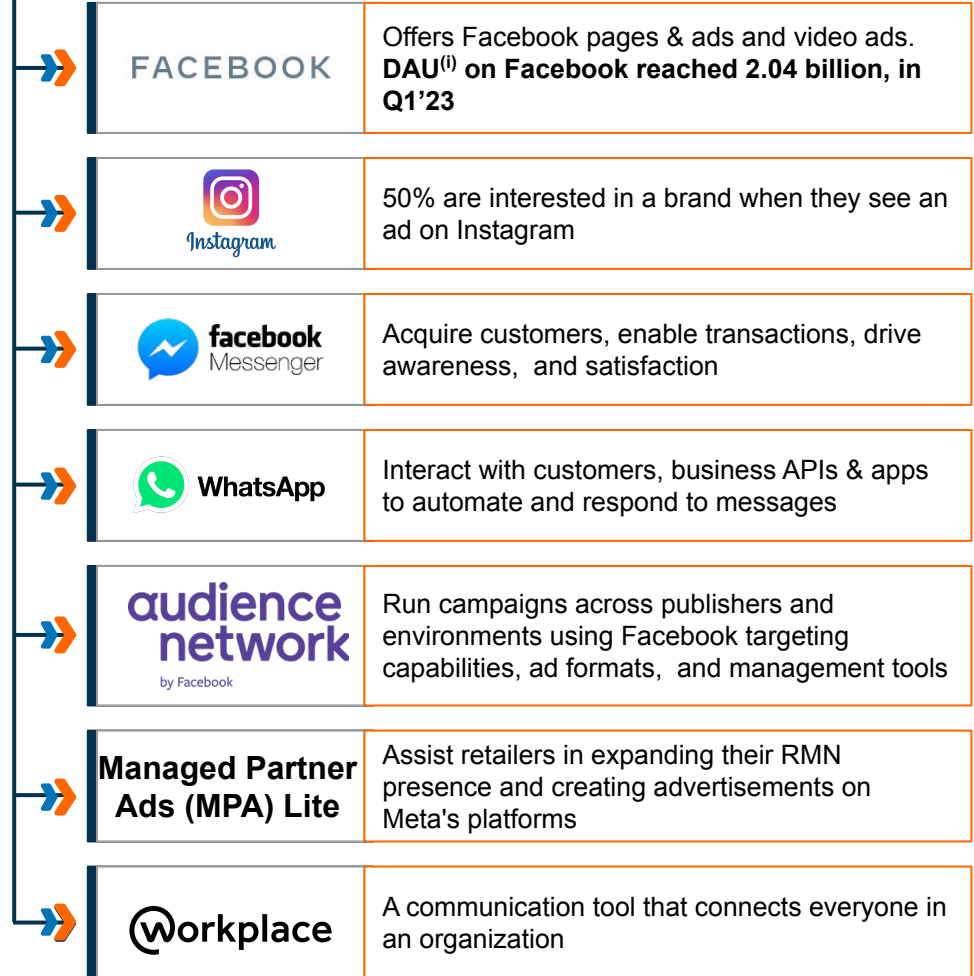 FACEBOOK
Offers Facebook pages & ads and video ads.
DAU(i) on Facebook reached 2.04 billion, in
Q1’23
Instagram
50% are interested in a brand when they see an
ad on Instagram
facebook
Messenger
Acquire customers, enable transactions, drive
awareness,  and satisfaction
WhatsApp
Interact with customers, business APIs & apps
to automate and respond to messages
audience
network
by Facebook
Run campaigns across publishers and
environments using Facebook targeting
capabilities, ad formats,  and management tools
Managed Partner
Ads (MPA) Lite
Assist retailers in expanding their RMN
presence and creating advertisements on
Meta's platforms
Workplace
A communication tool that connects everyone in
an organization